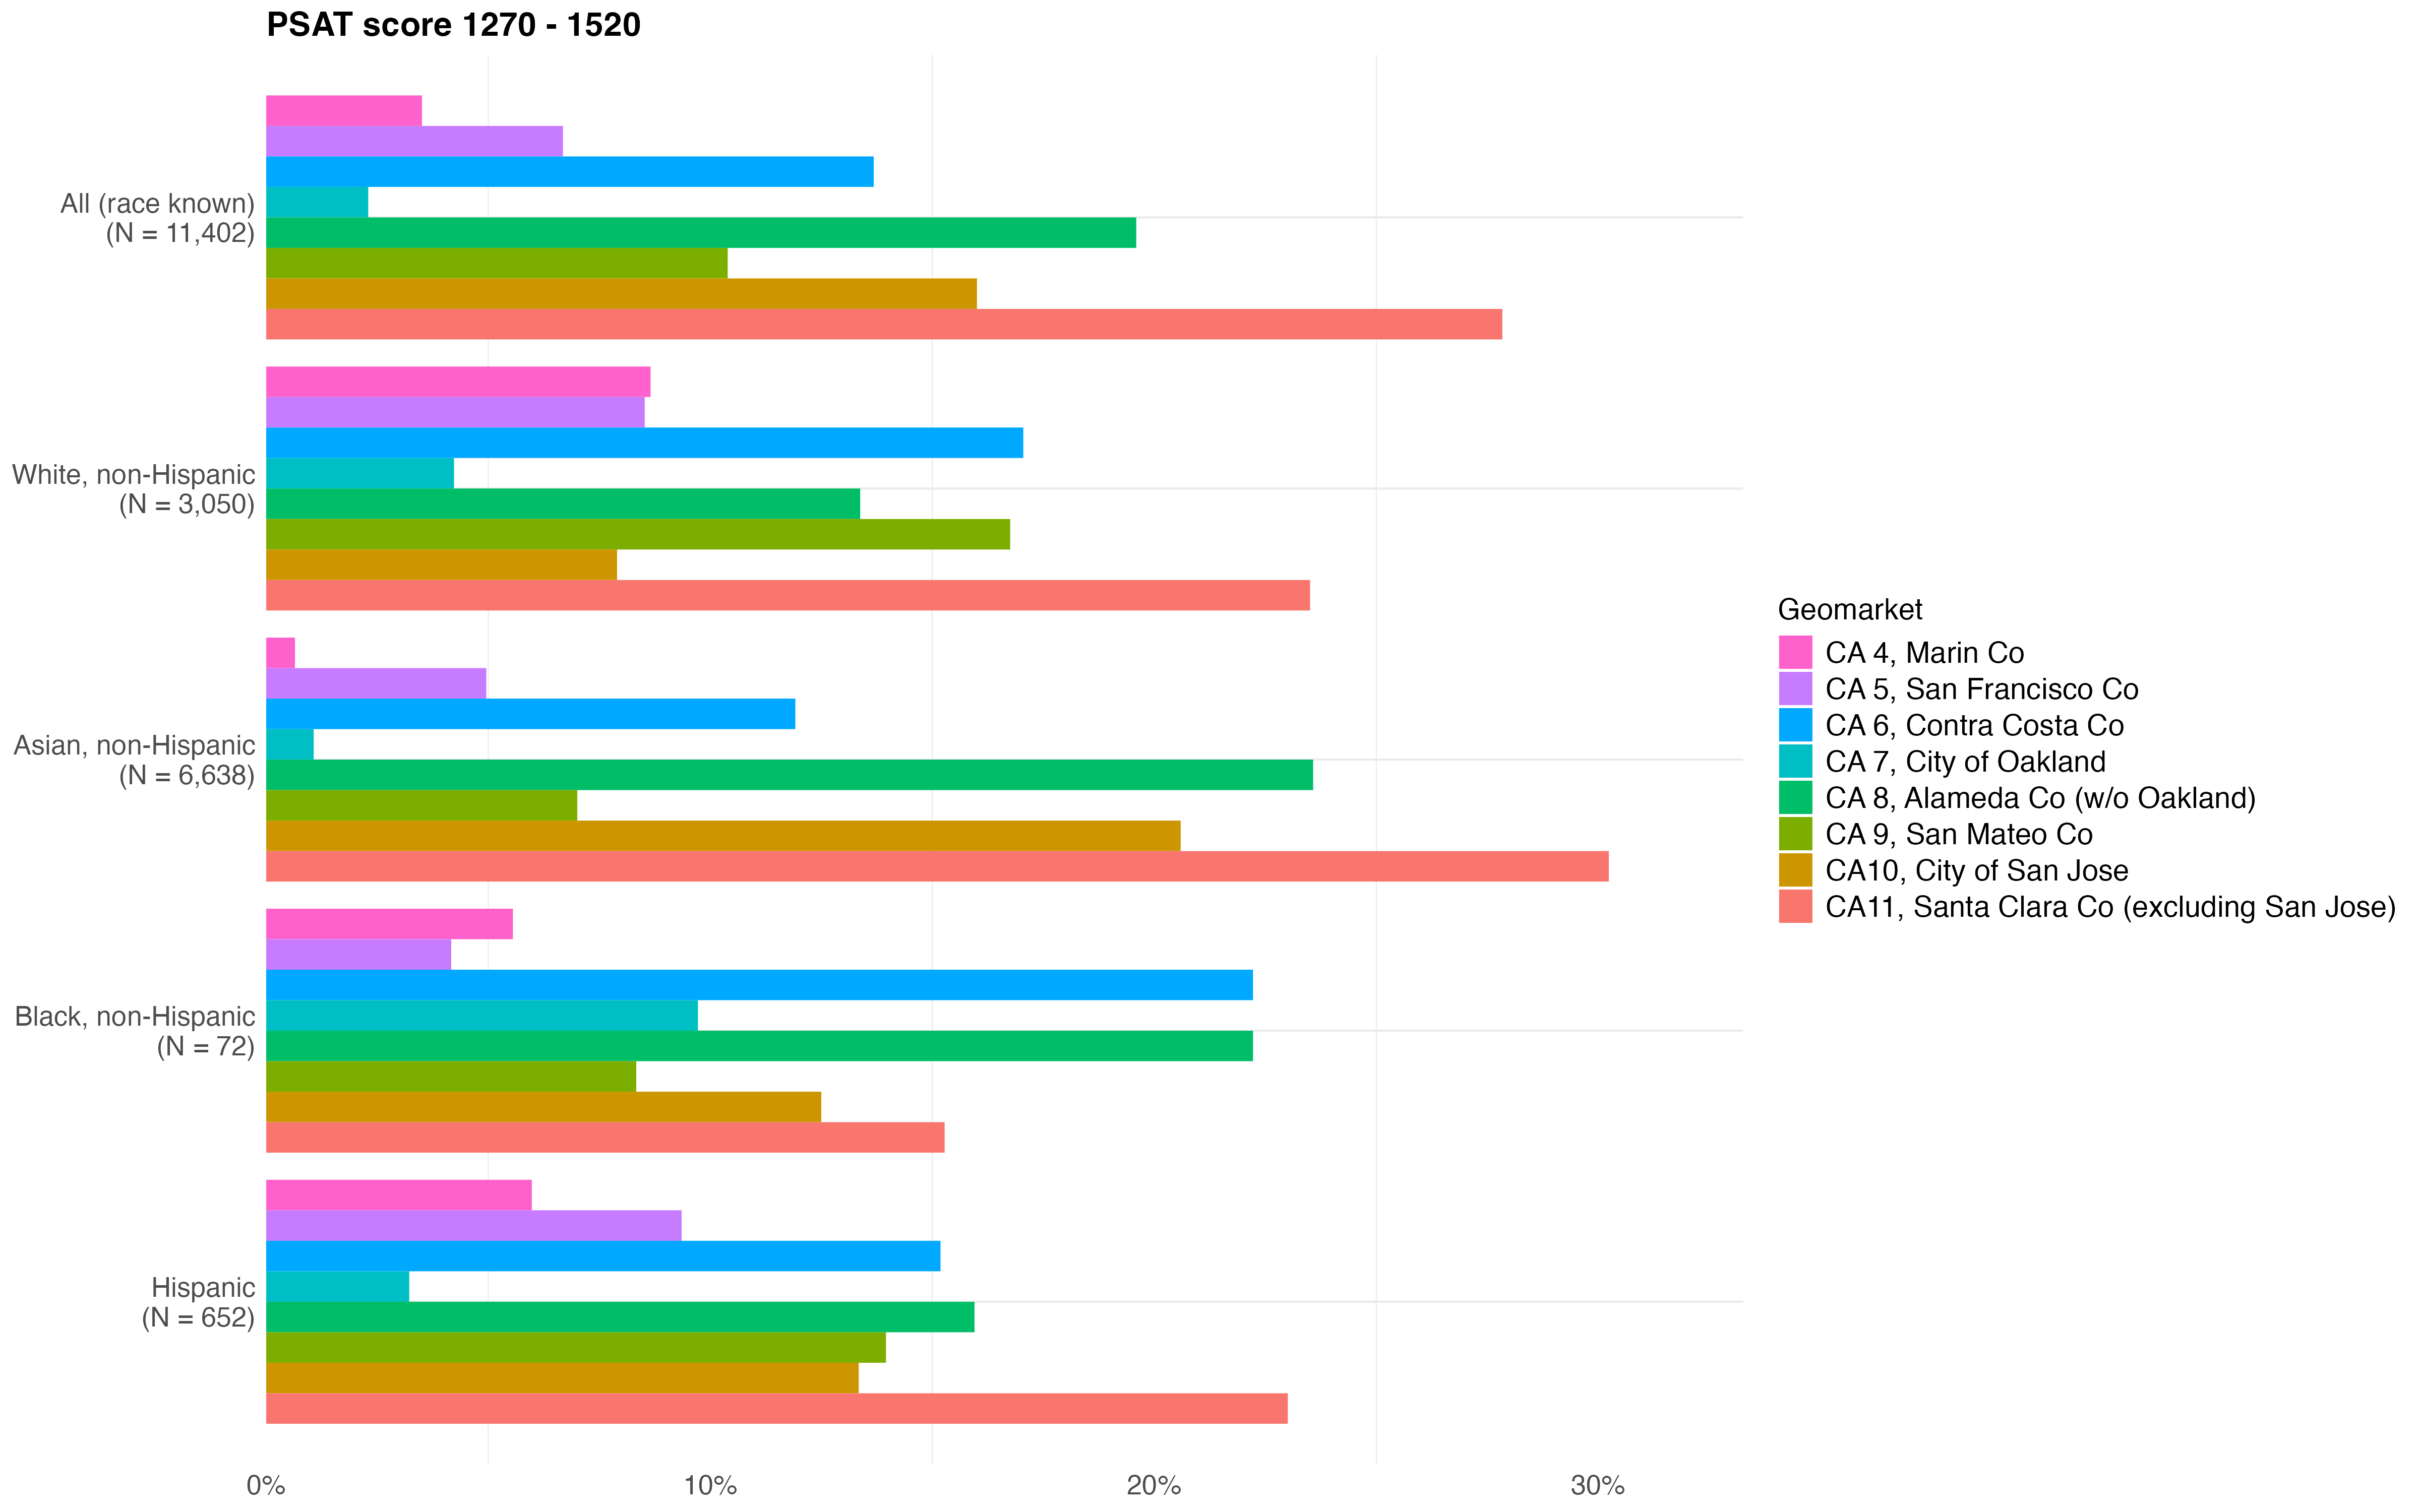 PSAT score 1270 - 1520
All (race known)
(N = 11,402)
White, non-Hispanic
(N = 3,050)
Asian, non-Hispanic
(N = 6,638)
Black, non-Hispanic
(N = 72)
Hispanic
(N = 652)
0%
10%
20%
30%
Geomarket
CA 4, Marin Co
CA 5, San Francisco Co
CA 6, Contra Costa Co
CA 7, City of Oakland
CA 8, Alameda Co (w/o Oakland)
CA 9, San Mateo Co
CA10, City of San Jose
CA11, Santa Clara Co (excluding San Jose)